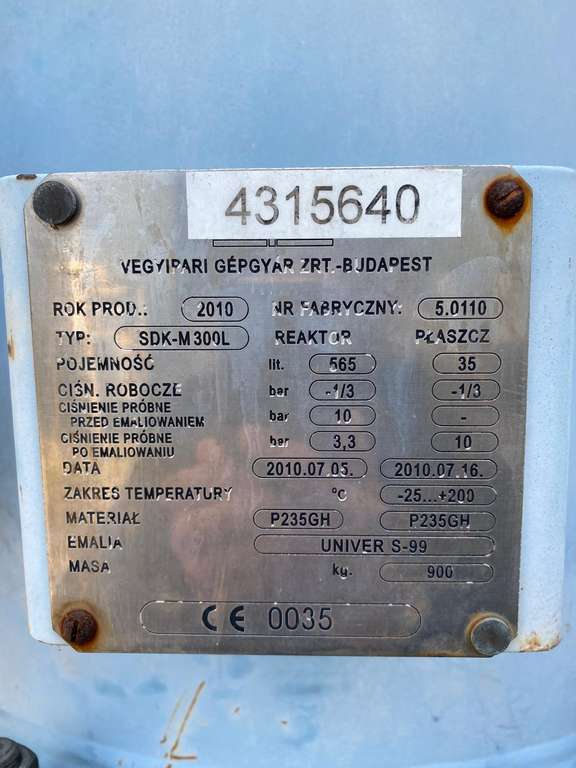 4315640
VEGYIPARI GÉPGYÁR ZRT.-BUDAPEST
ROK PROD.: 2010 NR FABRYCZNY: 5.0110
TYP: SDK-M300L REAKTOR PŁASZCZ
POJEMNOŚĆ lit. 565 35
CIŚN. ROBOCZE bar -1/3 -1/3
CIŚNIENIE PRÓBNE
PRZED EMALIOWANIEM bar 10 -
CIŚNIENIE PRÓBNE
PO EMALIOWANIU bar 3,3 10
DATA 2010.07.05. 2010.07.16.
ZAKRES TEMPERATURY °C -25...+200
MATERIAŁ P235GH P235GH
EMALIA UNIVER S-99
MASA kg. 900
CE 0035